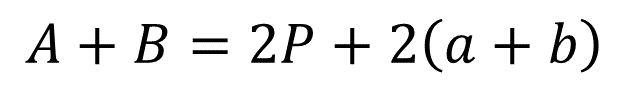 A + B = 2P + 2(a + b)